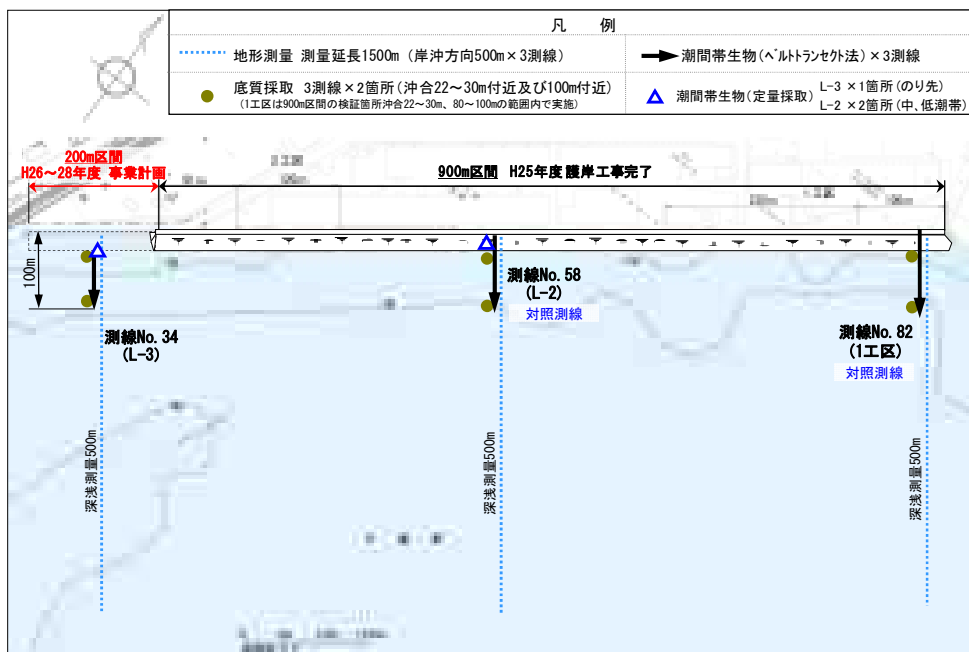 凡 例
地形測量 測量延長1500m (岸沖方向500m×3測線)
潮間帯生物(ベルトトランセクト法)×3測線
底質採取 3測線×2箇所(沖合22～30m付近及び100m付近)
(1工区は900m区間の検証箇所沖合22～30m、80～100mの範囲内で実施)
潮間帯生物(定量採取)
L-3 ×1箇所(のり先)
L-2 ×2箇所(中、低潮帯)
200m区間
H26～28年度 事業計画
900m区間 H25年度護岸工事完了
100m
測線No.34
(L-3)
測線No.58
(L-2)
対照測線
測線No.82
(1工区)
対照測線
深浅測量500m
深浅測量500m
深浅測量500m